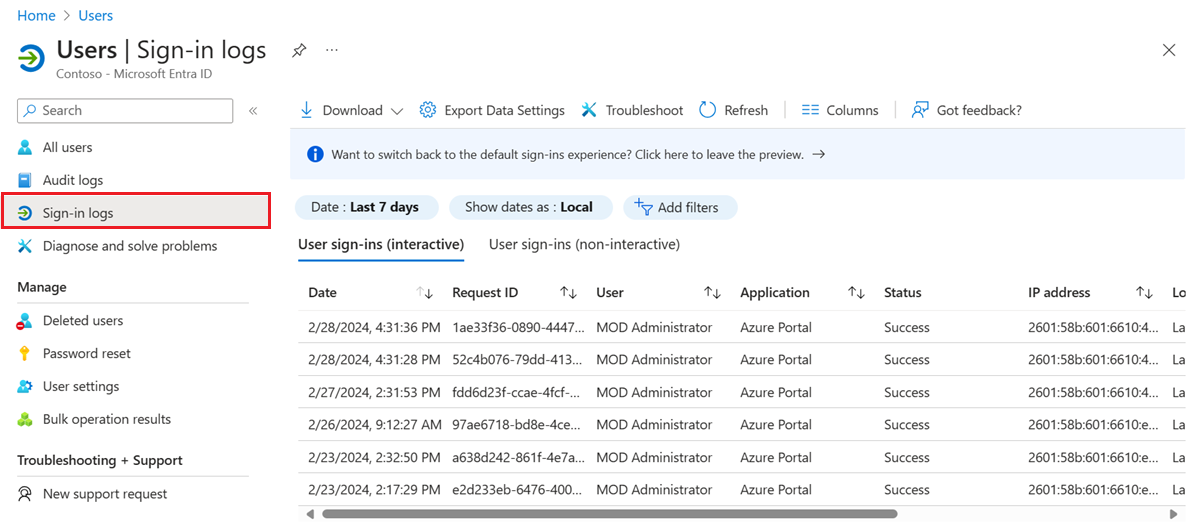 Home > Users
Users | Sign-in logs ...
Contoso - Microsoft Entra ID
Search «
All users
Audit logs
Sign-in logs
Diagnose and solve problems
Manage
Deleted users
Password reset
User settings
Bulk operation results
Troubleshooting + Support
New support request
Download Export Data Settings Troubleshoot Refresh Columns Got feedback?
Want to switch back to the default sign-ins experience? Click here to leave the preview. →
Date : Last 7 days Show dates as : Local Add filters
User sign-ins (interactive) User sign-ins (non-interactive)
Date Request ID User Application Status IP address Lo
2/28/2024, 4:31:36 PM 1ae33f36-0890-4447... MOD Administrator Azure Portal Success 2601:58b:601:6610:4... La
2/28/2024, 4:31:28 PM 52c4b076-79dd-413... MOD Administrator Azure Portal Success 2601:58b:601:6610:4... La
2/27/2024, 2:31:53 PM fdd6d23f-ccae-4fcf-... MOD Administrator Azure Portal Success 2601:58b:601:6610:4... La
2/26/2024, 9:12:27 AM 97ae6718-bd8e-4ce... MOD Administrator Azure Portal Success 2601:58b:601:6610:e... La
2/23/2024, 2:32:50 PM a638d242-861f-4e7a... MOD Administrator Azure Portal Success 2601:58b:601:6610:e... La
2/23/2024, 2:17:29 PM e2d233eb-6476-400... MOD Administrator Azure Portal Success 2601:58b:601:6610:e... La